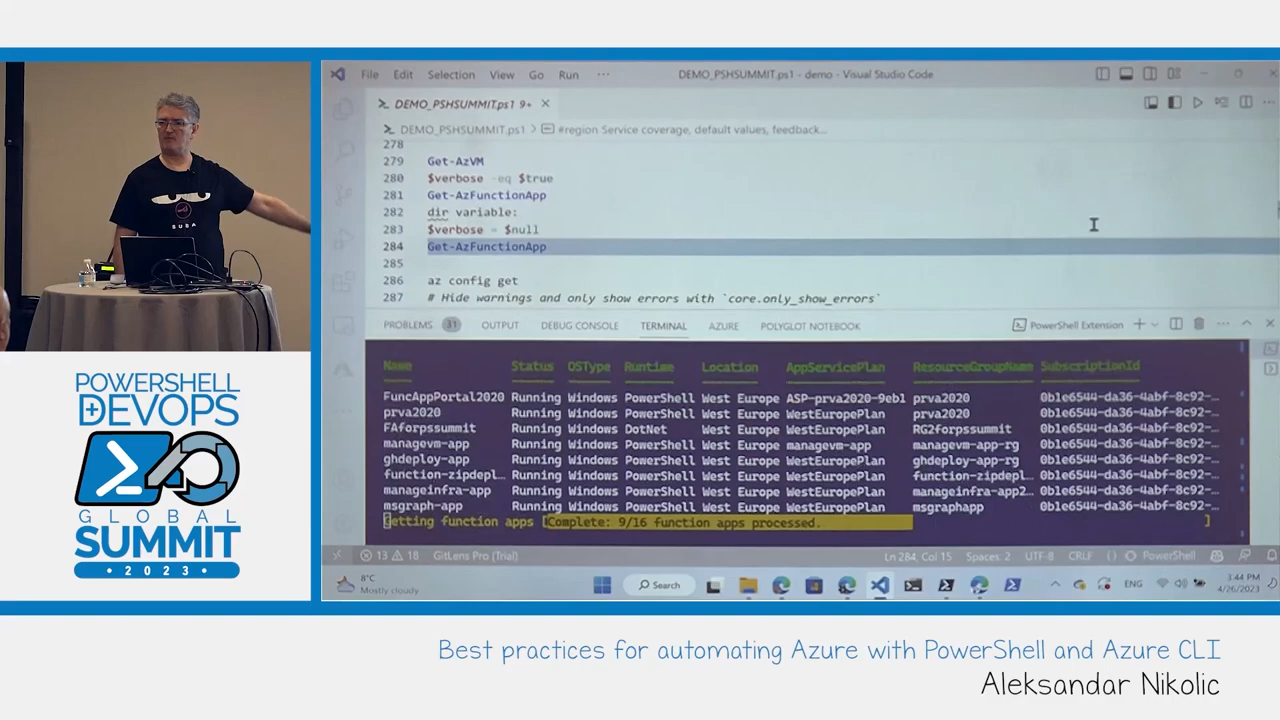 File Edit Selection View Go Run ··· DEMO_PSHSUMMIT.ps1 - demo - Visual Studio Code
DEMO_PSHSUMMIT.ps1 9+
DEMO_PSHSUMMIT.ps1 > #region Service coverage, default values, feedback...
278
279 Get-AzVM
280 $verbose -eq $true
281 Get-AzFunctionApp
282 dir variable:
283 $verbose = $null
284 Get-AzFunctionApp
285
286 az config get
287 # Hide warnings and only show errors with `core.only_show_errors`
PROBLEMS 31 OUTPUT DEBUG CONSOLE TERMINAL AZURE POLYGLOT NOTEBOOK PowerShell Extension
Name Status OSType Runtime Location AppServicePlan ResourceGroupName SubscriptionId
FuncAppPortal2020 Running Windows PowerShell West Europe ASP-prva2020-9eb1 prva2020 0b1e6544-da36-4abf-8c92-…
prva2020 Running Windows PowerShell West Europe WestEuropePlan prva2020 0b1e6544-da36-4abf-8c92-…
FAforpssummit Running Windows DotNet West Europe WestEuropePlan RG2forpssummit 0b1e6544-da36-4abf-8c92-…
managevm-app Running Windows PowerShell West Europe managevm-app managevm-app-rg 0b1e6544-da36-4abf-8c92-…
ghdeploy-app Running Windows PowerShell West Europe WestEuropePlan ghdeploy-app-rg 0b1e6544-da36-4abf-8c92-…
function-zipdepl… Running Windows PowerShell West Europe WestEuropePlan function-zipdepl… 0b1e6544-da36-4abf-8c92-…
manageinfra-app Running Windows PowerShell West Europe WestEuropePlan manageinfra-app2… 0b1e6544-da36-4abf-8c92-…
msgraph-app Running Windows PowerShell West Europe WestEuropePlan msgraphapp 0b1e6544-da36-4abf-8c92-…
Getting function apps [Complete: 9/16 function apps processed. ]
13 18 GitLens Pro (Trial) Ln 284, Col 15 Spaces: 2 UTF-8 CRLF {} PowerShell
8°C
Mostly cloudy
Search
ENG
3:44 PM
4/26/2023
SUBA
POWERSHELL
+DEVOPS
GLOBAL
SUMMIT
• 2023 •
Best practices for automating Azure with PowerShell and Azure CLI
Aleksandar Nikolic